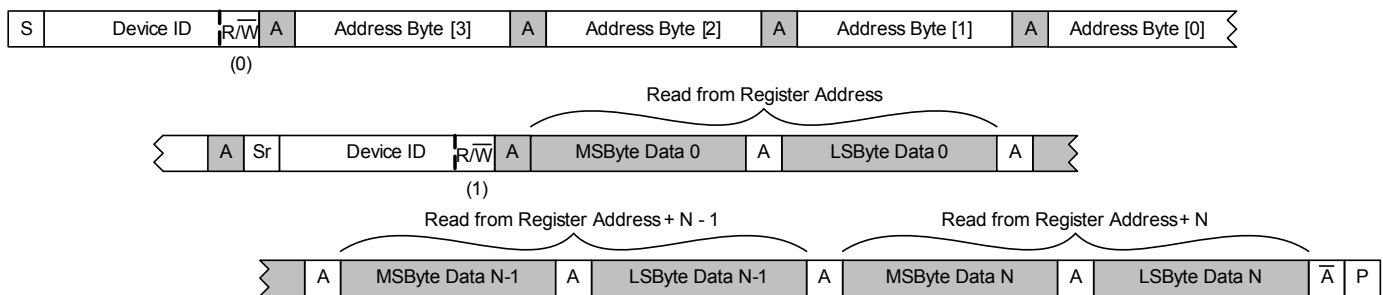 S Device ID R/W̅ A Address Byte [3] A Address Byte [2] A Address Byte [1] A Address Byte [0]
(0)
Read from Register Address
A Sr Device ID R/W̅ A MSByte Data 0 A LSByte Data 0 A
(1)
Read from Register Address + N - 1 Read from Register Address + N
A MSByte Data N-1 A LSByte Data N-1 A MSByte Data N A LSByte Data N A̅ P